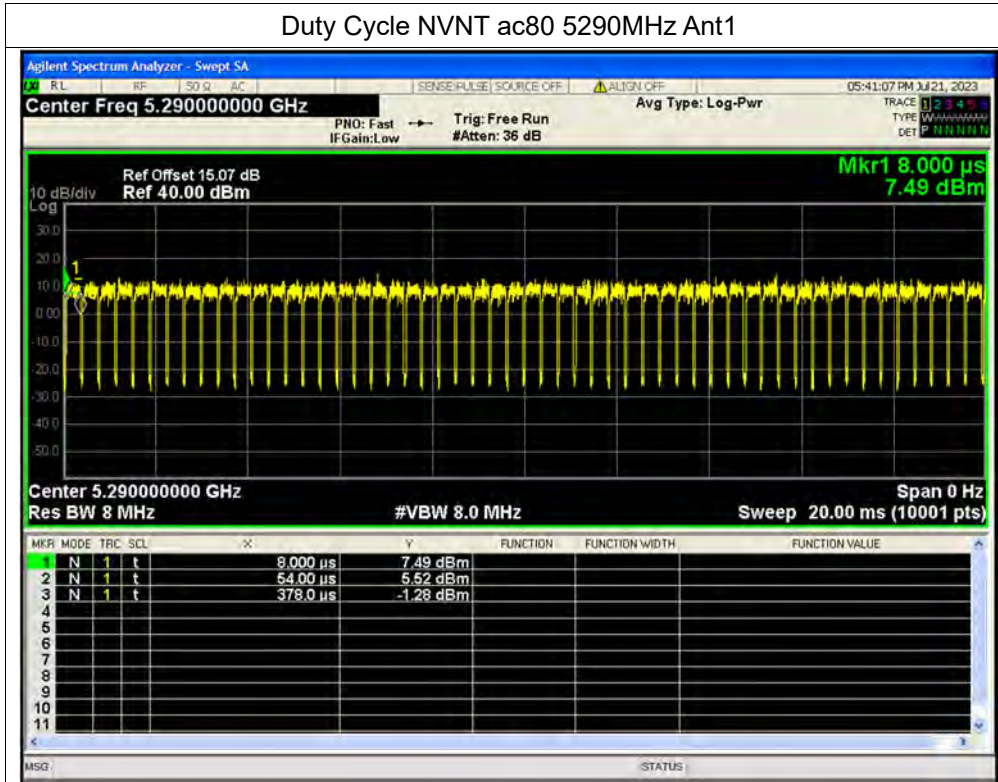 Duty Cycle NVNT ac80 5290MHz Ant1
Agilent Spectrum Analyzer - Swept SA
LXI RL RF 50 Ω AC SENSE:PULSE SOURCE OFF ALIGN OFF 05:41:07 PM Jul 21, 2023
Center Freq 5.290000000 GHz Avg Type: Log-Pwr TRACE 1 2 3 4 5 6
PNO: Fast Trig: Free Run TYPE W
IFGain:Low #Atten: 36 dB DET P N N N N N
Mkr1 8.000 µs
7.49 dBm
Ref Offset 15.07 dB
10 dB/div Ref 40.00 dBm
Log
30.0
20.0
1
10.0
0.00
-10.0
-20.0
-30.0
-40.0
-50.0
Center 5.290000000 GHz Span 0 Hz
Res BW 8 MHz #VBW 8.0 MHz Sweep 20.00 ms (10001 pts)
MKR MODE TRC SCL X Y FUNCTION FUNCTION WIDTH FUNCTION VALUE
1 N 1 t 8.000 µs 7.49 dBm
2 N 1 t 54.00 µs 5.52 dBm
3 N 1 t 378.0 µs -1.28 dBm
4
5
6
7
8
9
10
11
MSG STATUS